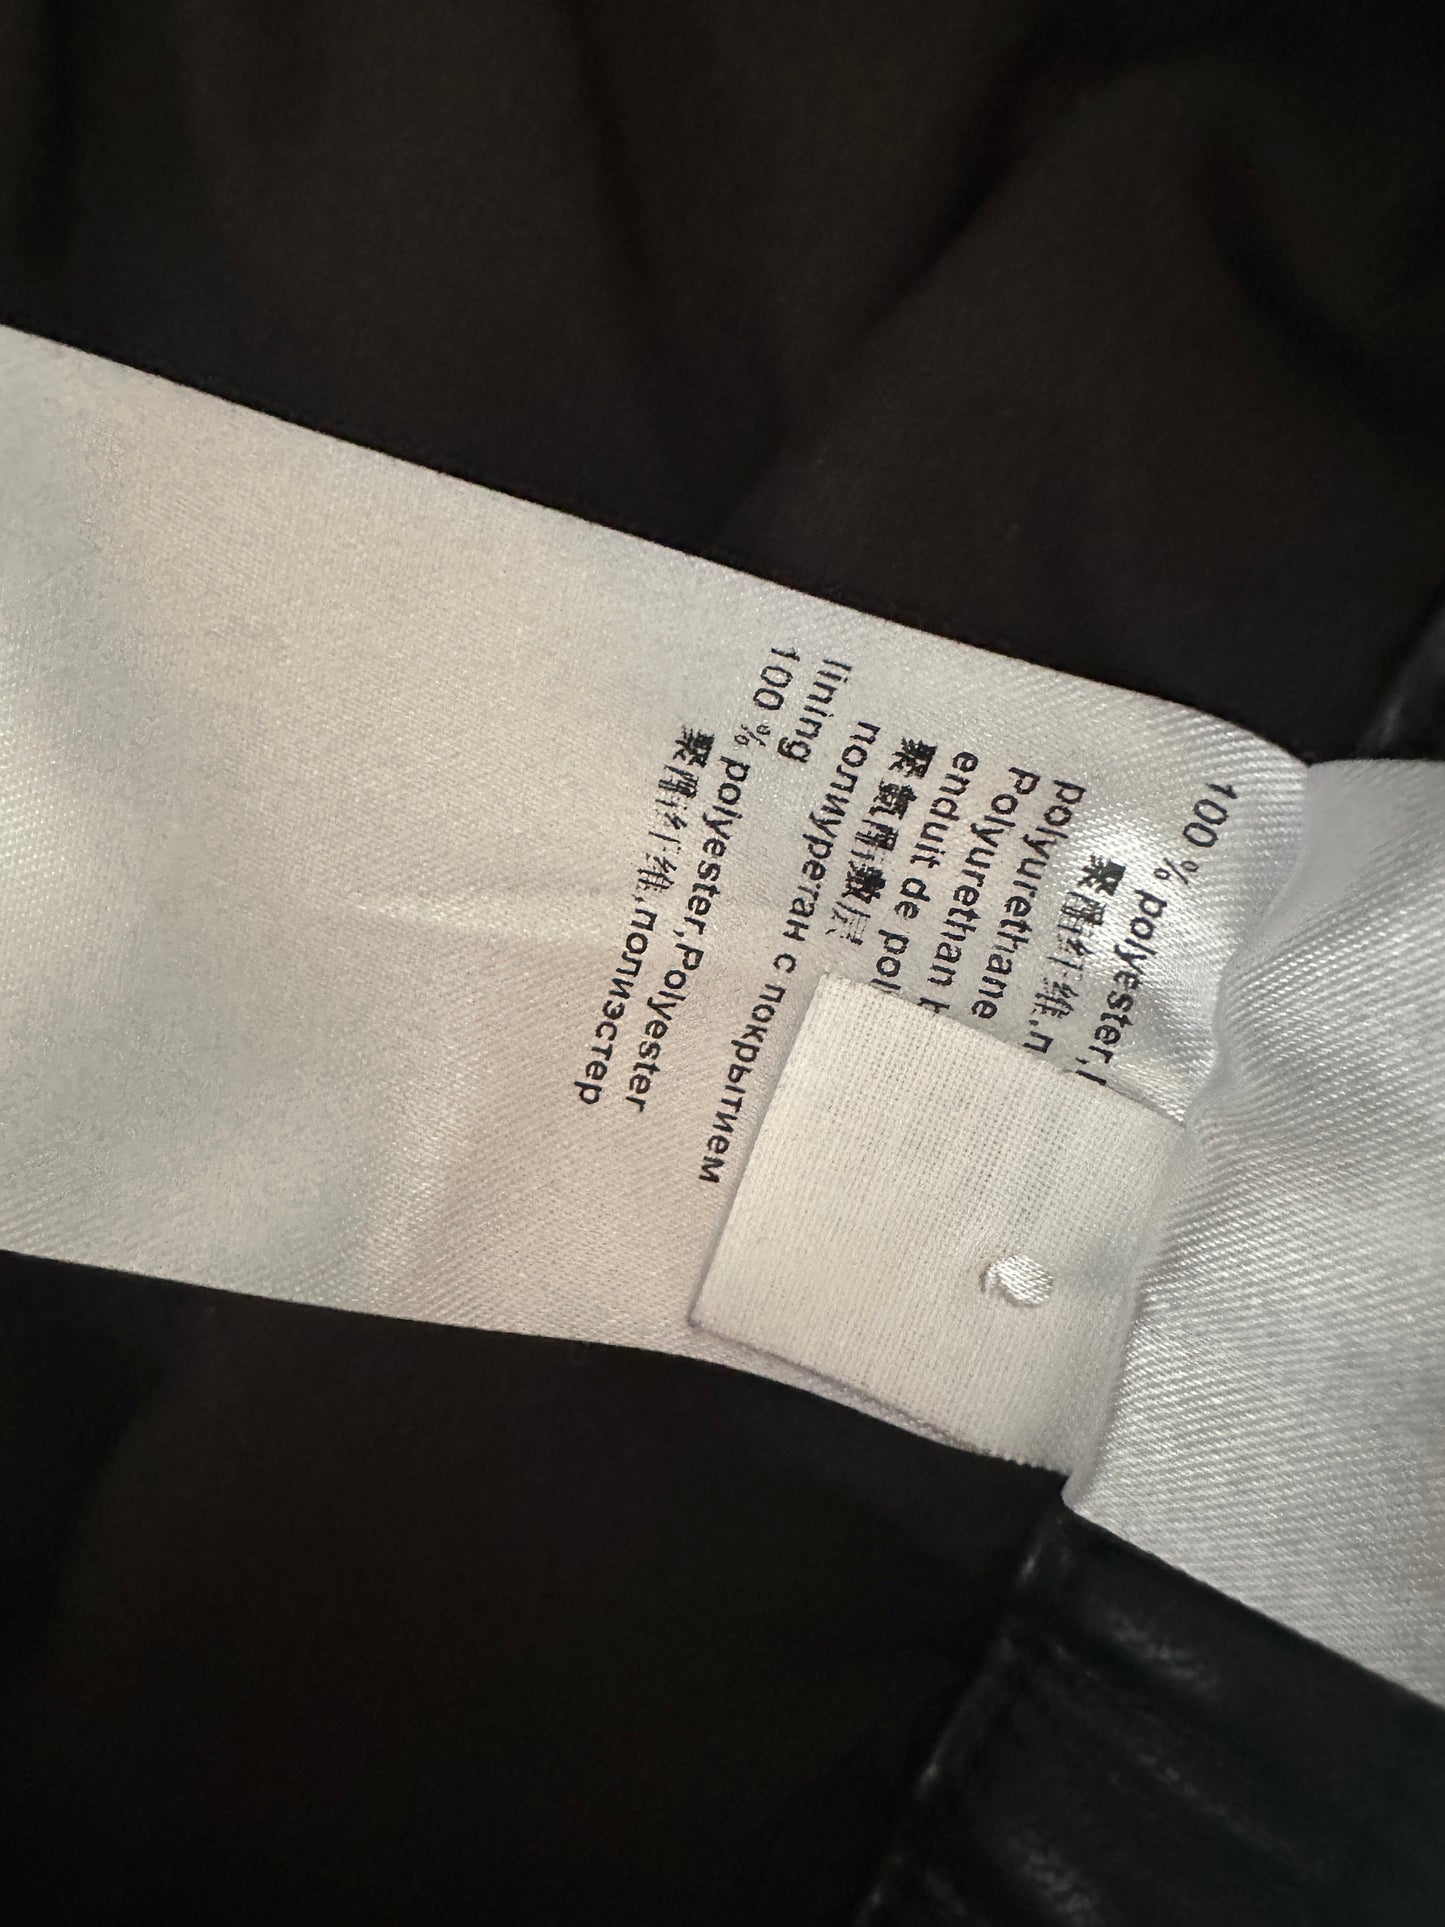 100 % polyester,
聚酯纤维,п
polyurethane
Polyurethan
enduit de pol
聚氨酯敷层
полиуретан с покрытием
lining
100 % polyester,Polyester
聚酯纤维,полиэстер